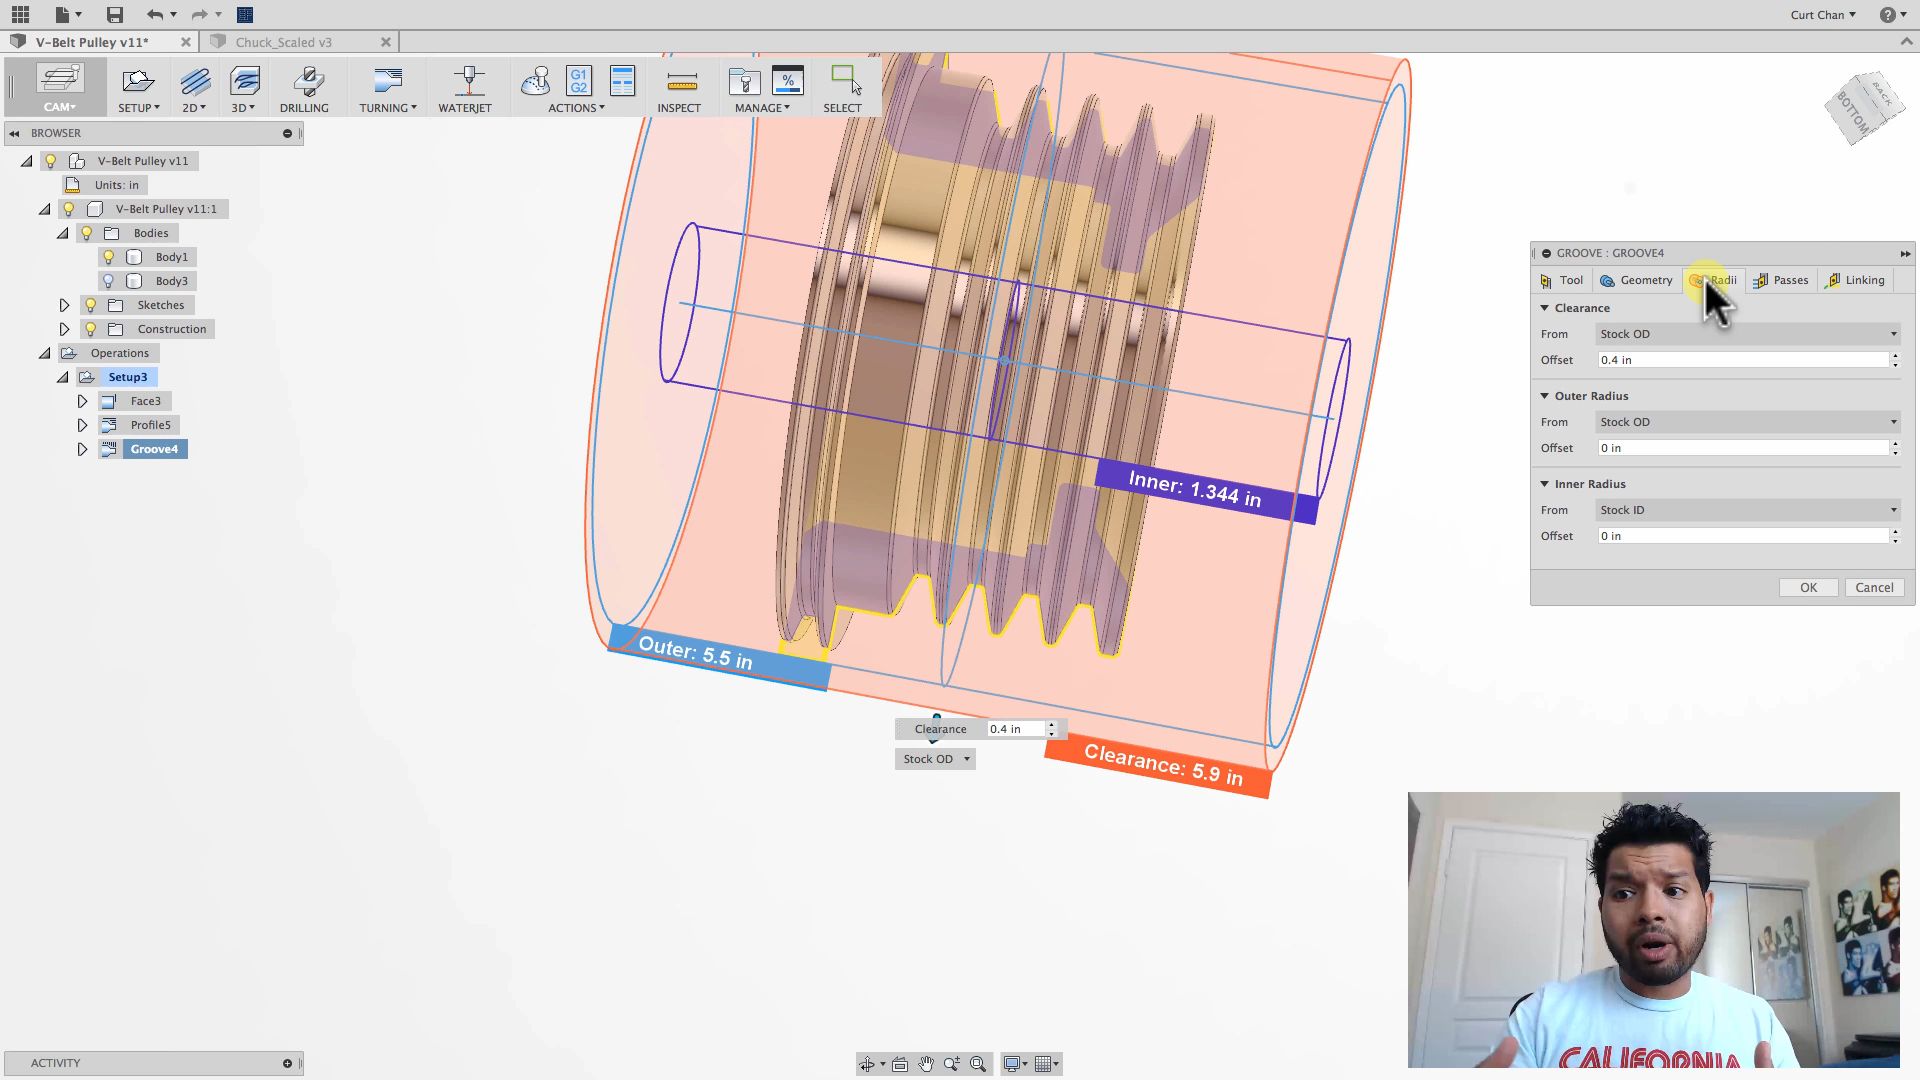 Curt Chan
V-Belt Pulley v11*
Chuck_Scaled v3
CAM
SETUP
2D
3D
DRILLING
TURNING
WATERJET
G1
G2
ACTIONS
INSPECT
%
MANAGE
SELECT
BOTTOM
BACK
BROWSER
V-Belt Pulley v11
Units: in
V-Belt Pulley v11:1
Bodies
Body1
Body3
Sketches
Construction
Operations
Setup3
Face3
Profile5
Groove4
Inner: 1.344 in
Outer: 5.5 in
Clearance 0.4 in
Stock OD
Clearance: 5.9 in
GROOVE : GROOVE4
Tool Geometry Radii Passes Linking
Clearance
From Stock OD
Offset 0.4 in
Outer Radius
From Stock OD
Offset 0 in
Inner Radius
From Stock ID
Offset 0 in
OK Cancel
CALIFORNIA
ACTIVITY